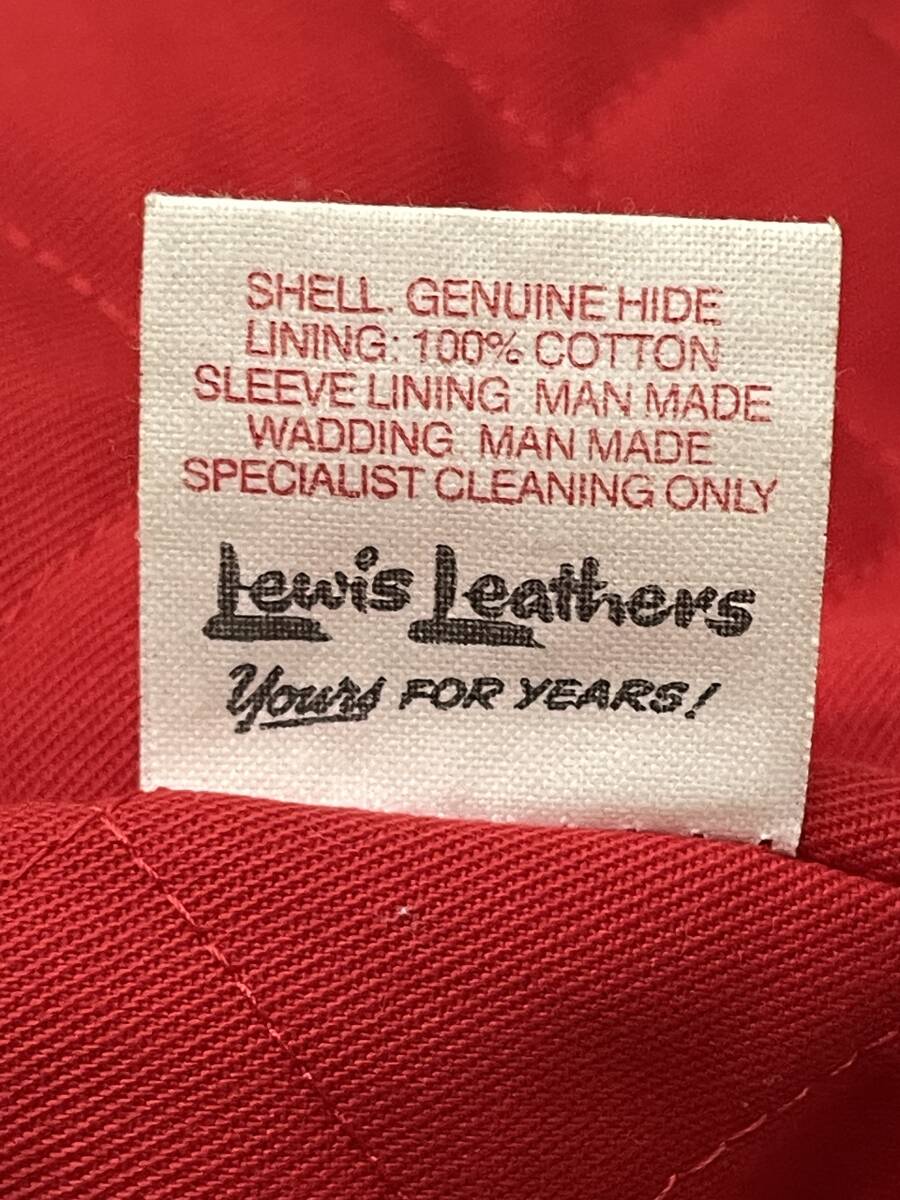 SHELL. GENUINE HIDE
LINING: 100% COTTON
SLEEVE LINING: MAN MADE
WADDING: MAN MADE
SPECIALIST CLEANING ONLY
Lewis Leathers
Yours FOR YEARS!